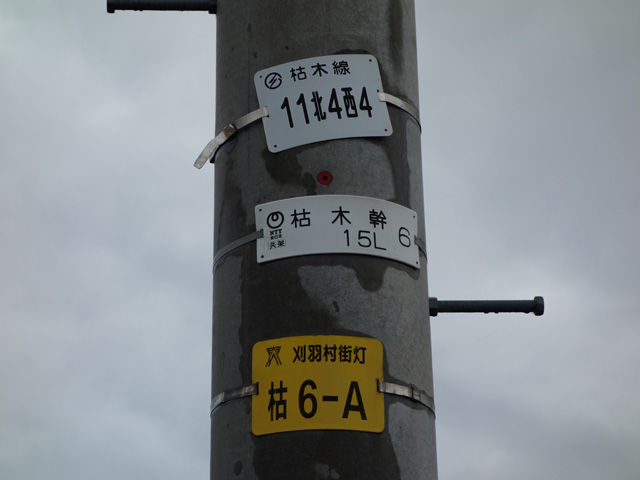 枯木線
11北4西4
枯木幹
15L 6
NTT
共架
刈羽村街灯
枯6-A